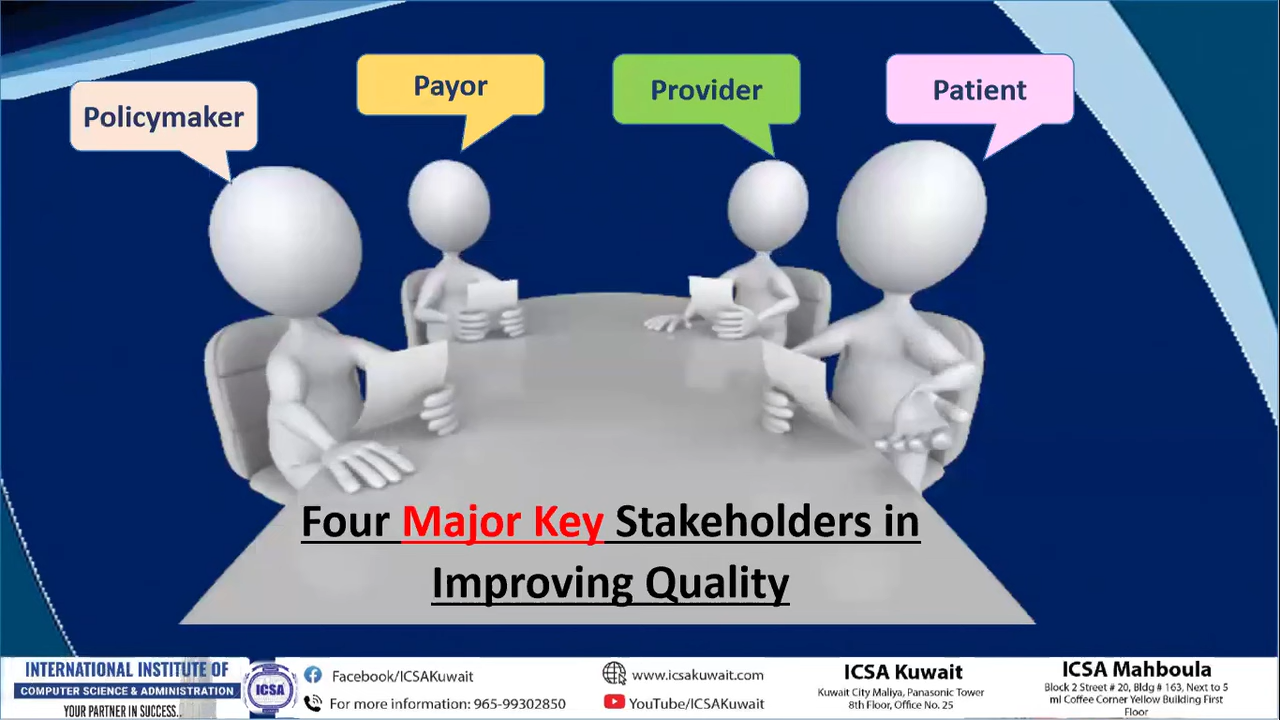 Policymaker
Payor
Provider
Patient
Four Major Key Stakeholders in
Improving Quality
INTERNATIONAL INSTITUTE OF
COMPUTER SCIENCE & ADMINISTRATION
YOUR PARTNER IN SUCCESS...
ICSA
Facebook/ICSAKuwait
For more information: 965-99302850
www.icsakuwait.com
YouTube/ICSAKuwait
ICSA Kuwait
Kuwait City Maliya, Panasonic Tower
8th Floor, Office No. 25
ICSA Mahboula
Block 2 Street # 20, Bldg # 163, Next to 5
ml Coffee Corner Yellow Building First
Floor